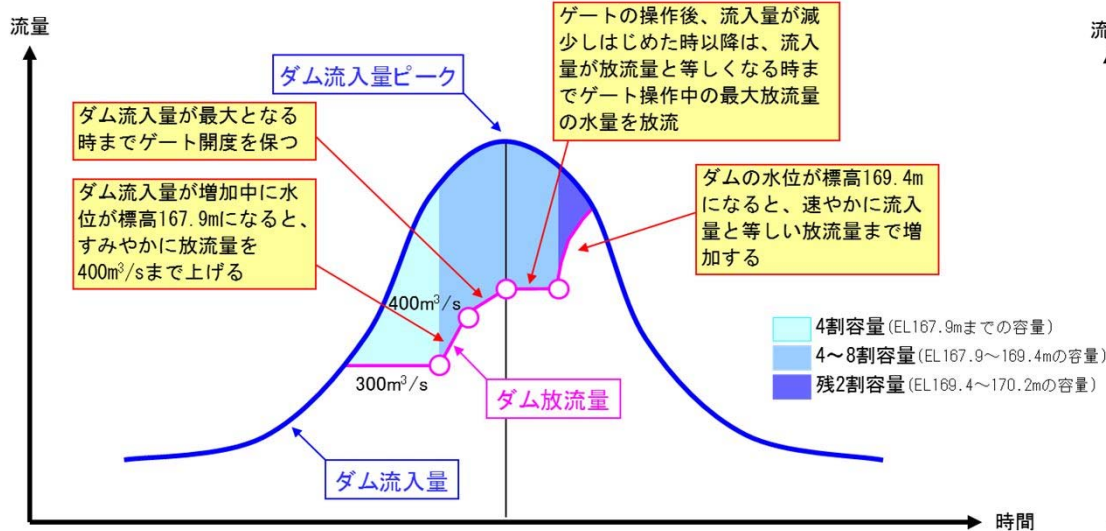 流量
ゲートの操作後、流入量が減
少しはじめた時以降は、流入
量が放流量と等しくなる時ま
でゲート操作中の最大放流量
の水量を放流
流
ダム流入量ピーク
ダム流入量が最大となる
時までゲート開度を保つ
ダム流入量が増加中に水
位が標高167.9mになると、
すみやかに放流量を
400m³/sまで上げる
ダムの水位が標高169.4m
になると、速やかに流入
量と等しい放流量まで増
加する
400m³/s
300m³/s
4割容量(EL167.9mまでの容量)
4～8割容量(EL167.9～169.4mの容量)
残2割容量(EL169.4～170.2mの容量)
ダム放流量
ダム流入量
時間